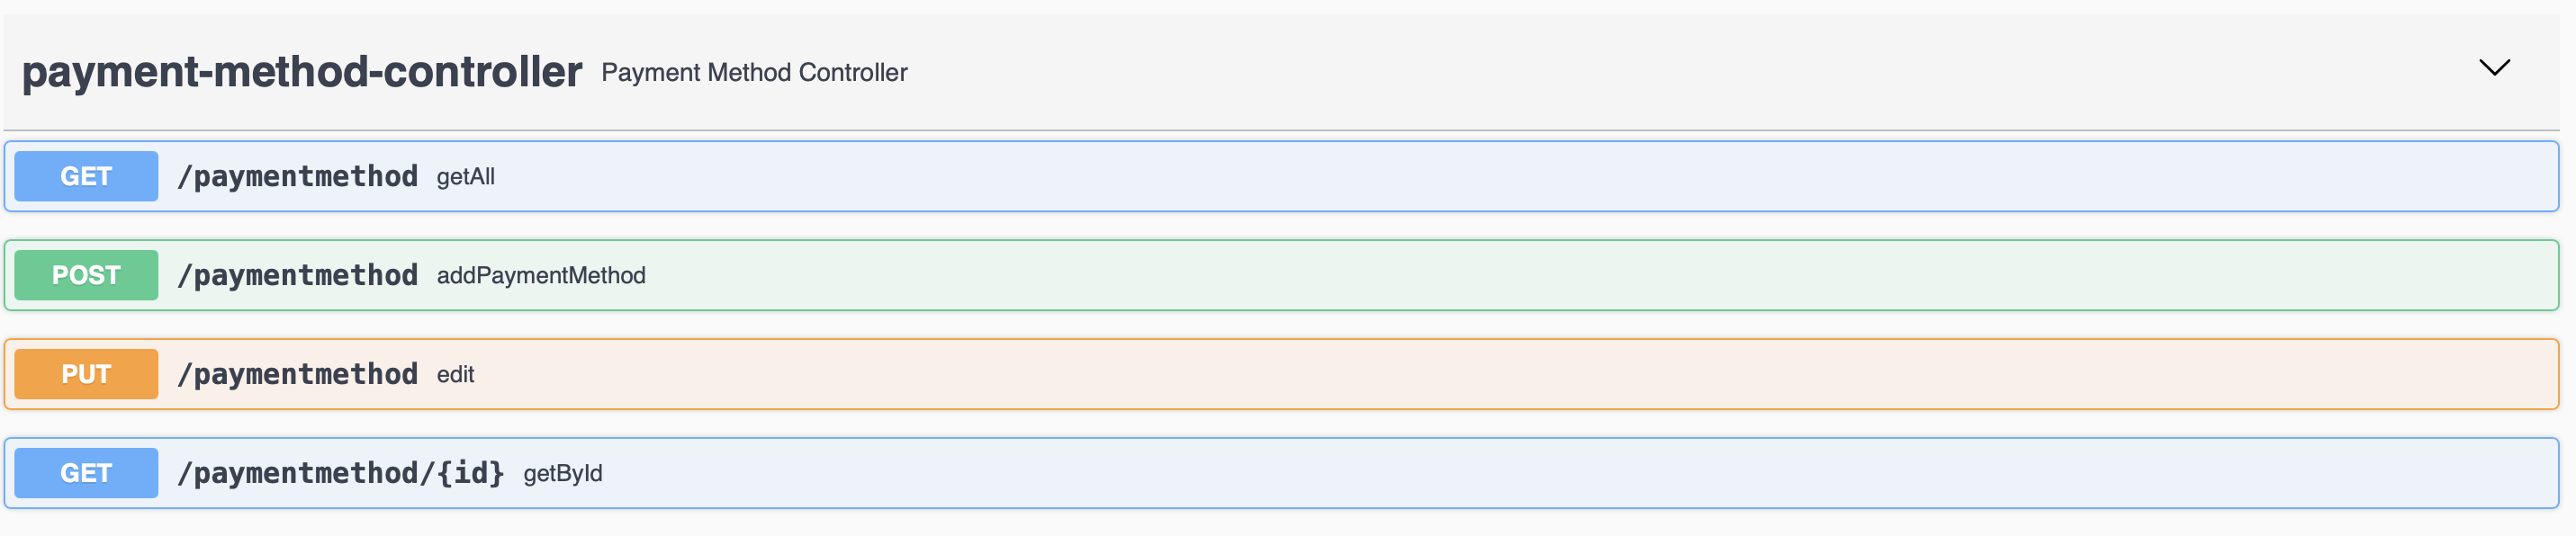 payment-method-controller Payment Method Controller
GET /paymentmethod getAll
POST /paymentmethod addPaymentMethod
PUT /paymentmethod edit
GET /paymentmethod/{id} getById